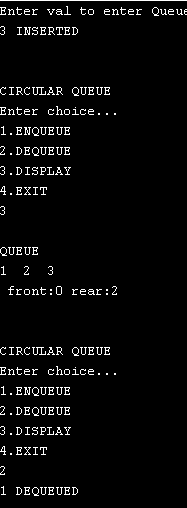 Enter val to enter Queue
3 INSERTED
CIRCULAR QUEUE
Enter choice...
1.ENQUEUE
2.DEQUEUE
3.DISPLAY
4.EXIT
3
QUEUE
1 2 3
front:0 rear:2
CIRCULAR QUEUE
Enter choice...
1.ENQUEUE
2.DEQUEUE
3.DISPLAY
4.EXIT
2
1 DEQUEUED